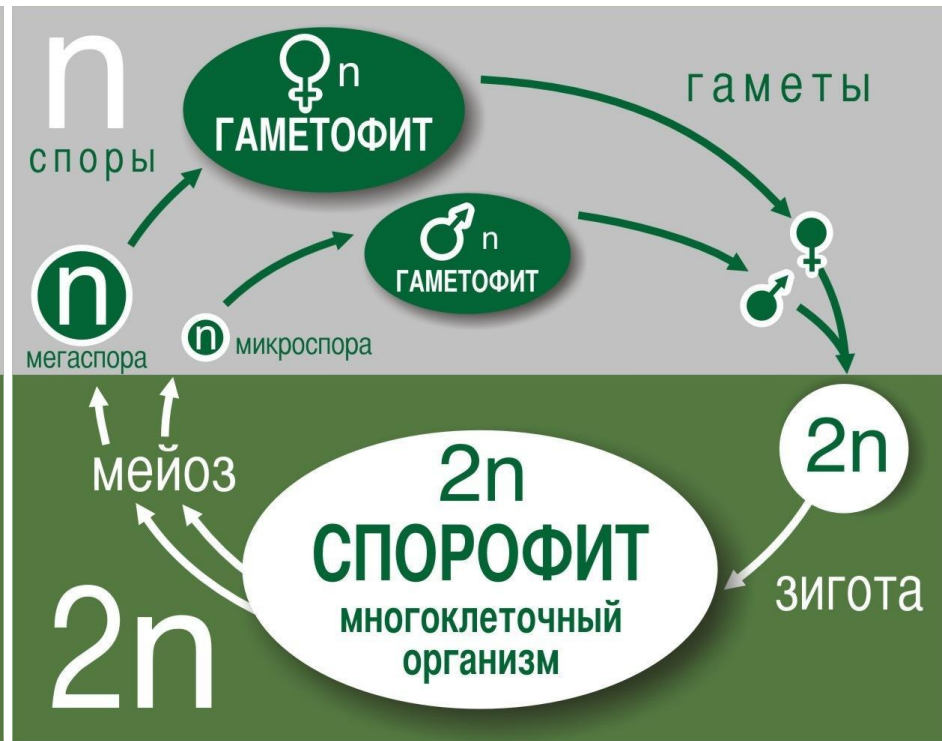 n
споры
n
ГАМЕТОФИТ
гаметы
n
ГАМЕТОФИТ
n
мегаспора
n
микроспора
мейоз
2n
2n
СПОРОФИТ
многоклеточный
организм
2n
зигота